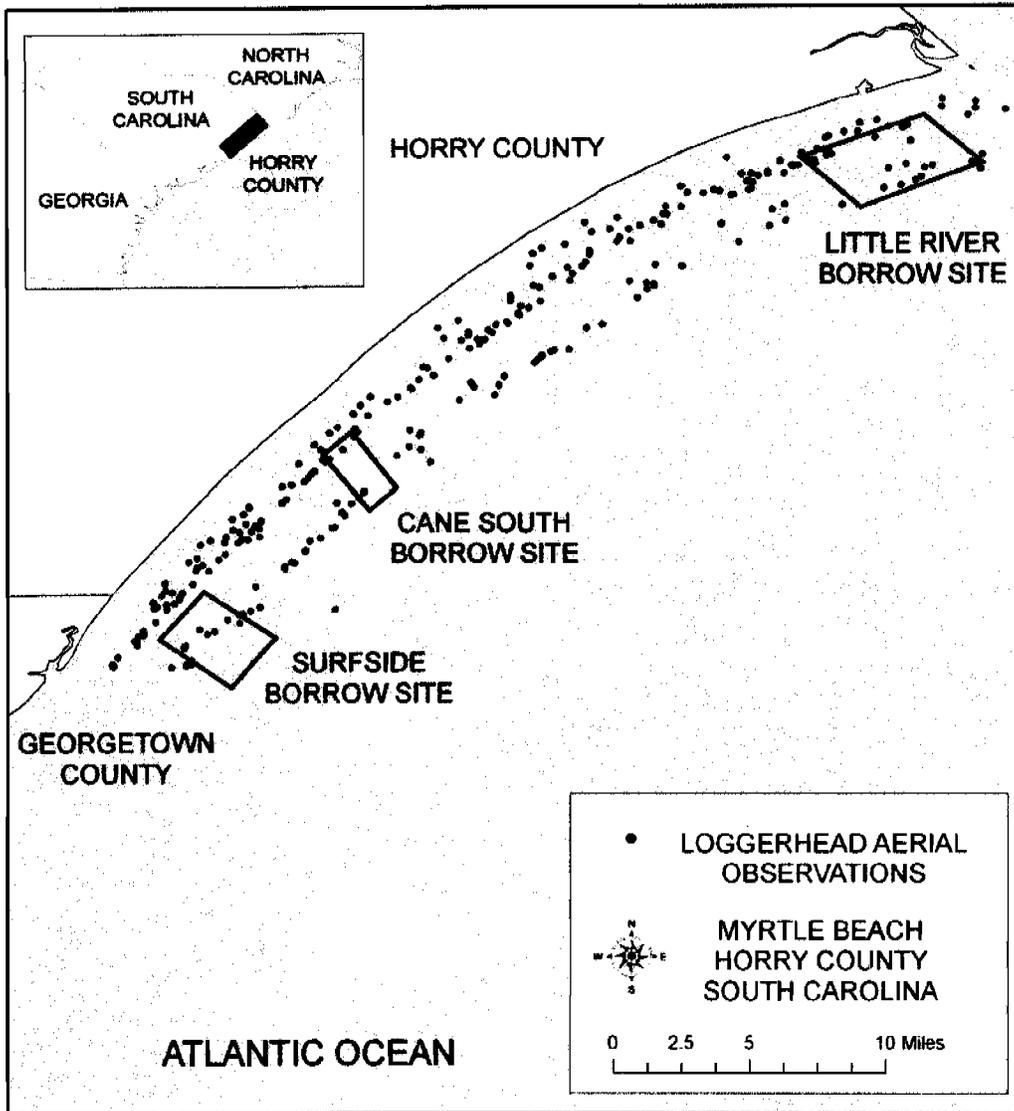 NORTH
CAROLINA
SOUTH
CAROLINA
HORRY
COUNTY
GEORGIA
HORRY COUNTY
LITTLE RIVER
BORROW SITE
CANE SOUTH
BORROW SITE
SURFSIDE
BORROW SITE
GEORGETOWN
COUNTY
LOGGERHEAD AERIAL
OBSERVATIONS
N
W E
S
MYRTLE BEACH
HORRY COUNTY
SOUTH CAROLINA
0 2.5 5 10 Miles
ATLANTIC OCEAN